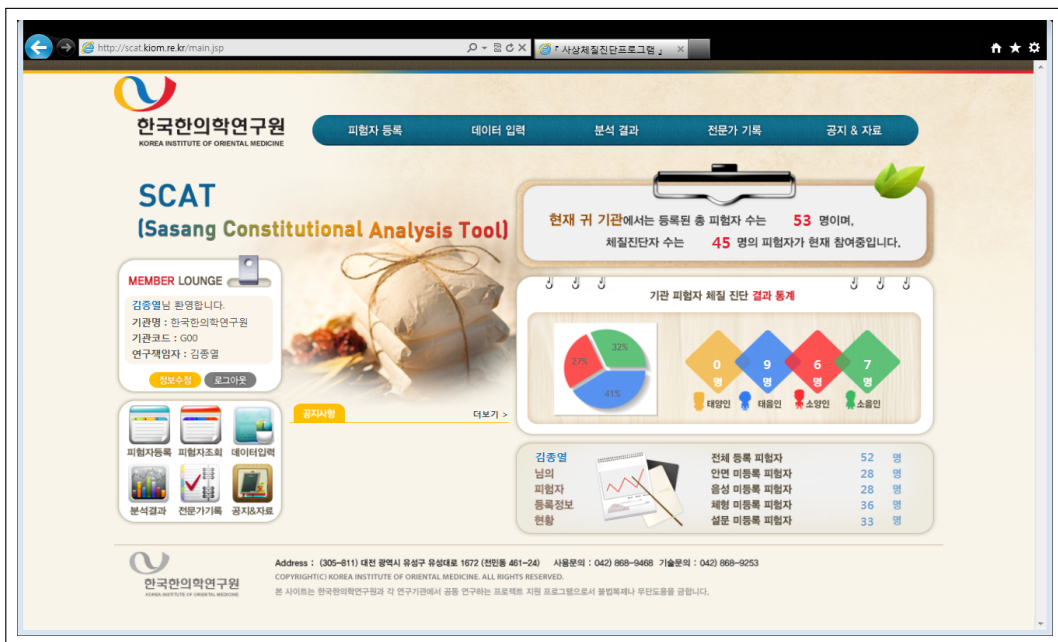 http://scat.kiom.re.kr/main.jsp
『 사상체질진단프로그램 』
한국한의학연구원
KOREA INSTITUTE OF ORIENTAL MEDICINE
피험자 등록 데이터 입력 분석 결과 전문가 기록 공지 & 자료
SCAT
(Sasang Constitutional Analysis Tool)
현재 귀 기관에서는 등록된 총 피험자 수는 53 명이며,
체질진단자 수는 45 명의 피험자가 현재 참여중입니다.
MEMBER LOUNGE
김종열님 환영합니다.
기관명 : 한국한의학연구원
기관코드 : G00
연구책임자 : 김종열
정보수정 로그아웃
기관 피험자 체질 진단 결과 통계
32%
27%
41%
0 9 6 7
명 명 명 명
태양인 태음인 소양인 소음인
공지사항 더보기 >
피험자등록 피험자조회 데이터입력
분석결과 전문가기록 공지&자료
김종열
님의
피험자
등록정보
현황
전체 등록 피험자 52 명
안면 미등록 피험자 28 명
음성 미등록 피험자 28 명
체형 미등록 피험자 36 명
설문 미등록 피험자 33 명
한국한의학연구원
KOREA INSTITUTE OF ORIENTAL MEDICINE
Address : (305-811) 대전 광역시 유성구 유성대로 1672 (전민동 461-24) 사용문의 : 042) 868-9468 기술문의 : 042) 868-9253
COPYRIGHT(C) KOREA INSTITUTE OF ORIENTAL MEDICINE. ALL RIGHTS RESERVED.
본 사이트는 한국한의학연구원과 각 연구기관에서 공동 연구하는 프로젝트 지원 프로그램으로서 불법복제나 무단도용을 금합니다.